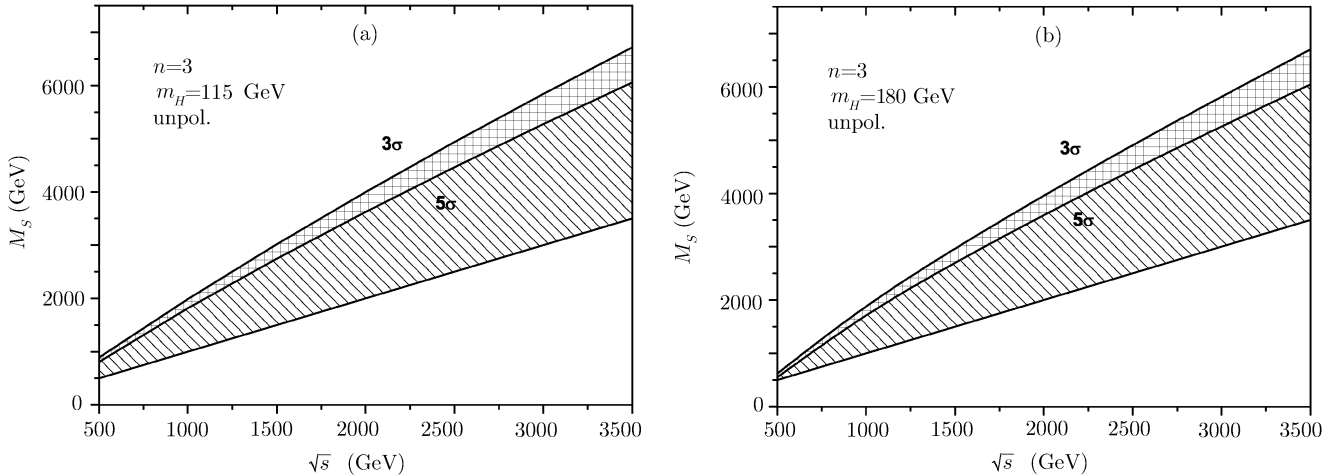 (a)
n=3
m_H=115 GeV
unpol.
3σ
5σ
M_S (GeV)
6000
4000
2000
0
500 1000 1500 2000 2500 3000 3500
√s (GeV)
(b)
n=3
m_H=180 GeV
unpol.
3σ
5σ
M_S (GeV)
6000
4000
2000
0
500 1000 1500 2000 2500 3000 3500
√s (GeV)